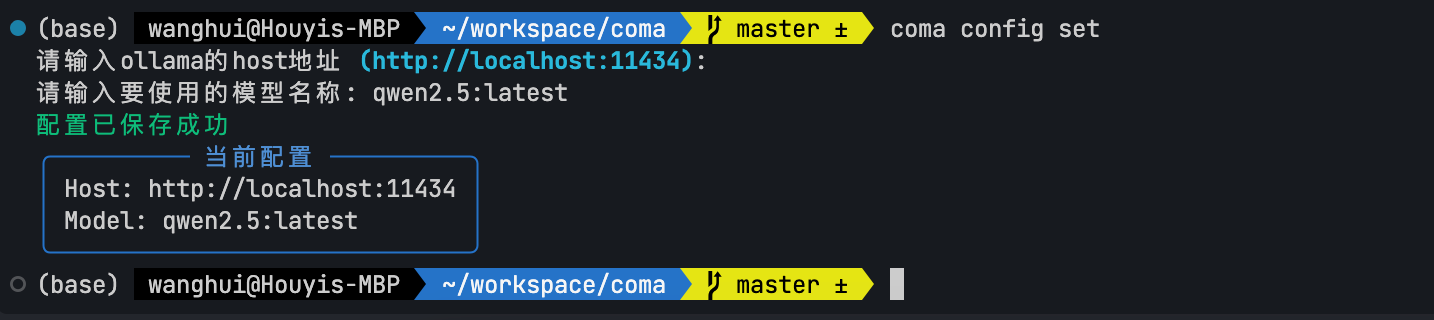 (base) wanghui@Houyis-MBP ~/workspace/coma master ± coma config set
请输入ollama的host地址 (http://localhost:11434):
请输入要使用的模型名称: qwen2.5:latest
配置已保存成功
当前配置
Host: http://localhost:11434
Model: qwen2.5:latest
(base) wanghui@Houyis-MBP ~/workspace/coma master ±